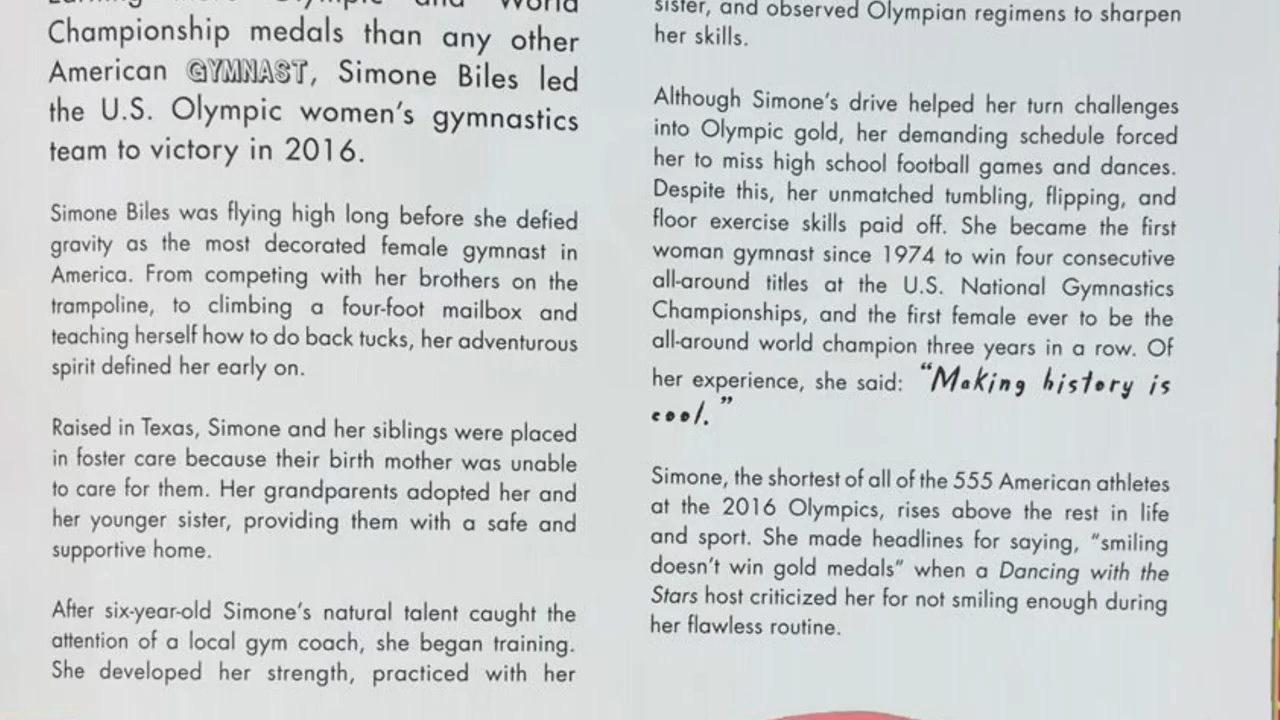 Earning more Olympic and World
Championship medals than any other
American GYMNAST, Simone Biles led
the U.S. Olympic women's gymnastics
team to victory in 2016.
Simone Biles was flying high long before she defied
gravity as the most decorated female gymnast in
America. From competing with her brothers on the
trampoline, to climbing a four-foot mailbox and
teaching herself how to do back tucks, her adventurous
spirit defined her early on.
Raised in Texas, Simone and her siblings were placed
in foster care because their birth mother was unable
to care for them. Her grandparents adopted her and
her younger sister, providing them with a safe and
supportive home.
After six-year-old Simone's natural talent caught the
attention of a local gym coach, she began training.
She developed her strength, practiced with her
sister, and observed Olympian regimens to sharpen
her skills.
Although Simone's drive helped her turn challenges
into Olympic gold, her demanding schedule forced
her to miss high school football games and dances.
Despite this, her unmatched tumbling, flipping, and
floor exercise skills paid off. She became the first
woman gymnast since 1974 to win four consecutive
all-around titles at the U.S. National Gymnastics
Championships, and the first female ever to be the
all-around world champion three years in a row. Of
her experience, she said: “Making history is
cool.”
Simone, the shortest of all of the 555 American athletes
at the 2016 Olympics, rises above the rest in life
and sport. She made headlines for saying, "smiling
doesn't win gold medals" when a Dancing with the
Stars host criticized her for not smiling enough during
her flawless routine.